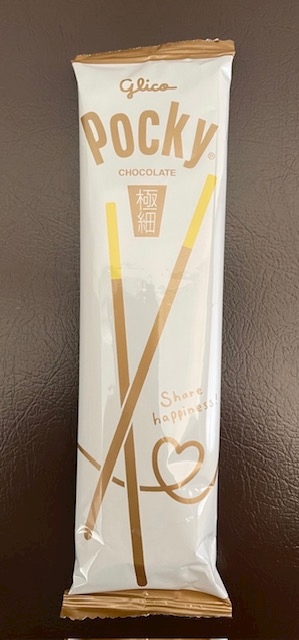 Glico
Pocky®
CHOCOLATE
極細
Share
happiness!